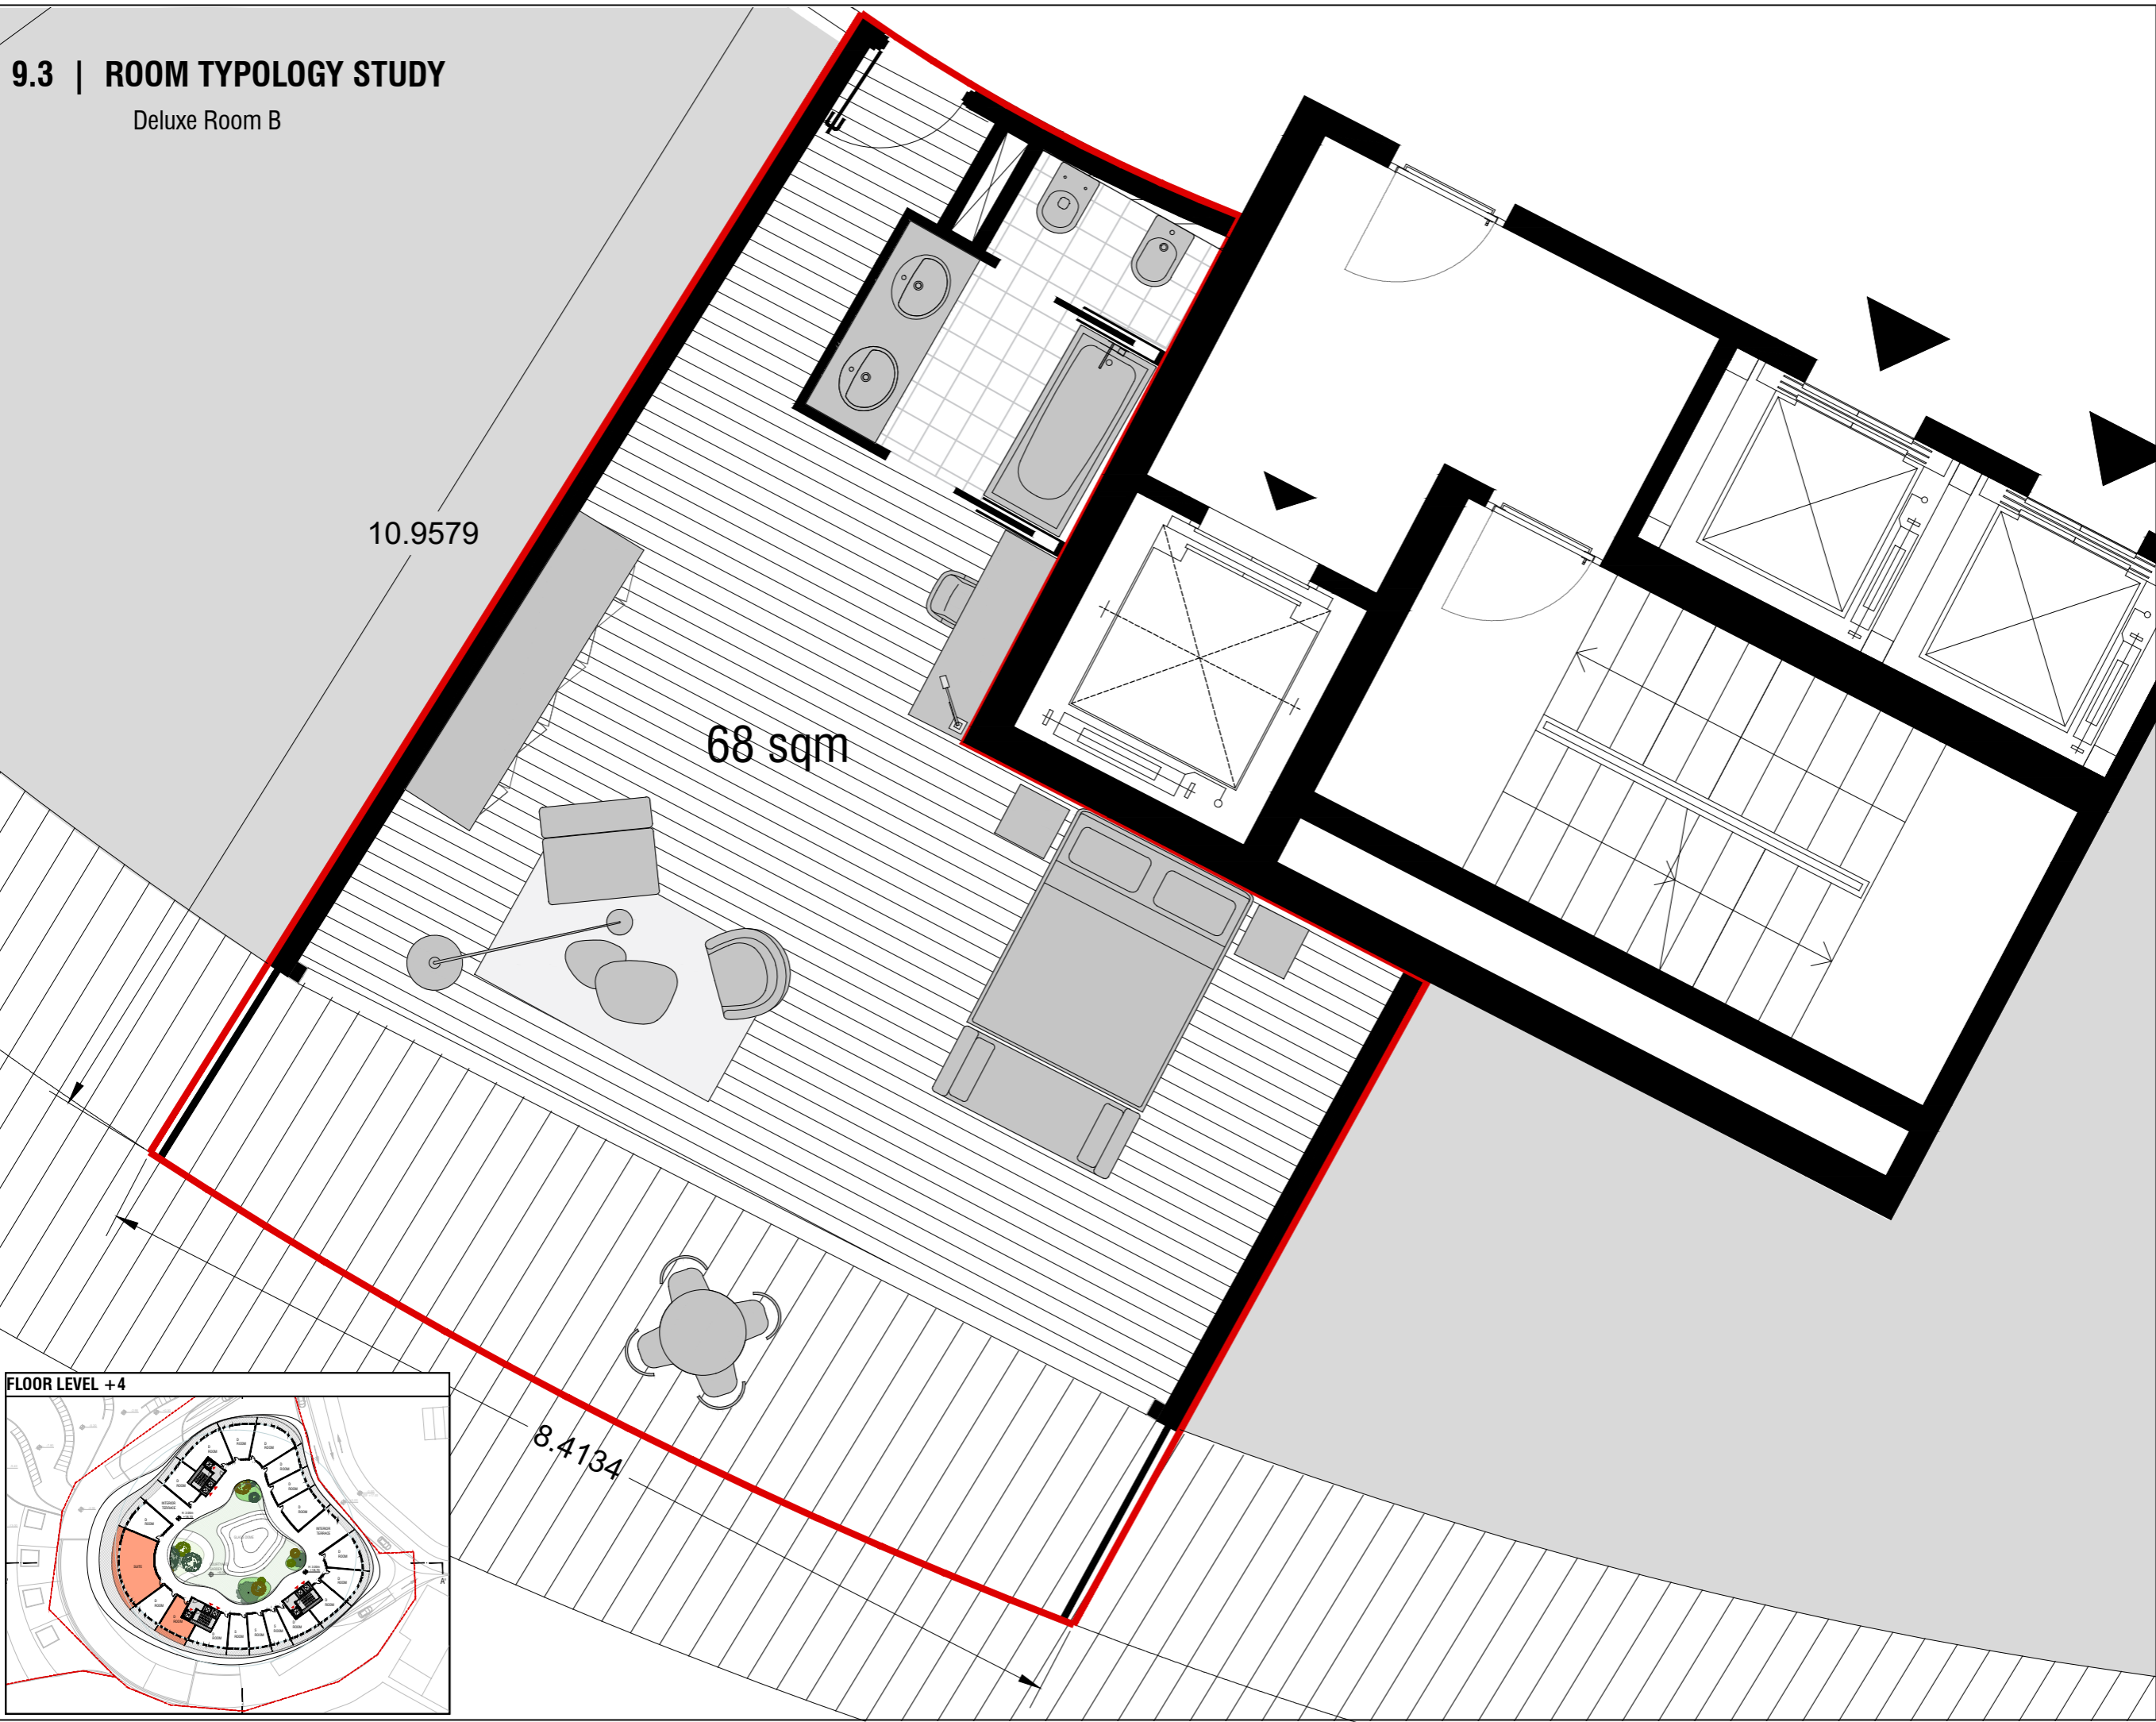 9.3 | ROOM TYPOLOGY STUDY
Deluxe Room B
10.9579
68 sqm
8.4134
FLOOR LEVEL +4